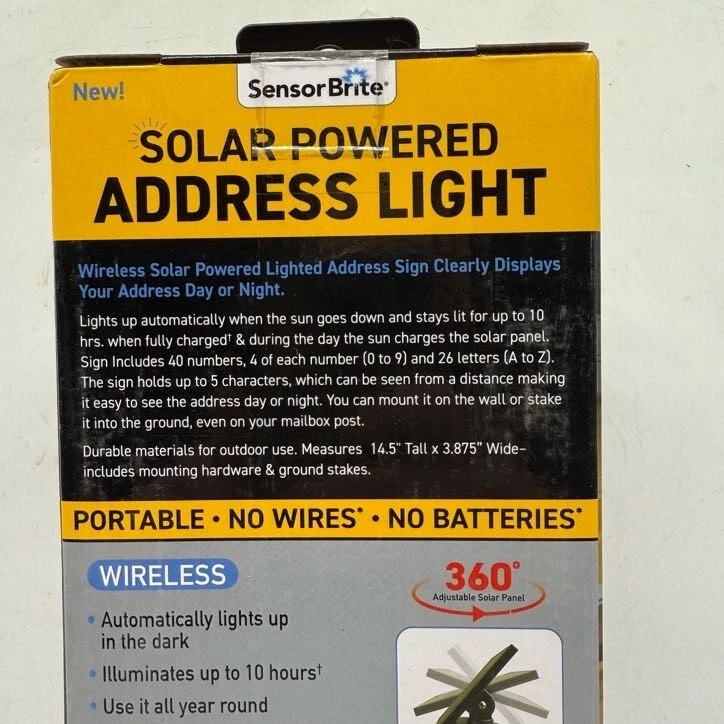 New!
SensorBrite®
SOLAR POWERED
ADDRESS LIGHT
Wireless Solar Powered Lighted Address Sign Clearly Displays
Your Address Day or Night.
Lights up automatically when the sun goes down and stays lit for up to 10
hrs. when fully charged† & during the day the sun charges the solar panel.
Sign Includes 40 numbers, 4 of each number (0 to 9) and 26 letters (A to Z).
The sign holds up to 5 characters, which can be seen from a distance making
it easy to see the address day or night. You can mount it on the wall or stake
it into the ground, even on your mailbox post.
Durable materials for outdoor use. Measures 14.5" Tall x 3.875” Wide–
includes mounting hardware & ground stakes.
PORTABLE • NO WIRES* • NO BATTERIES*
WIRELESS
360°
Adjustable Solar Panel
• Automatically lights up
in the dark
• Illuminates up to 10 hours†
• Use it all year round